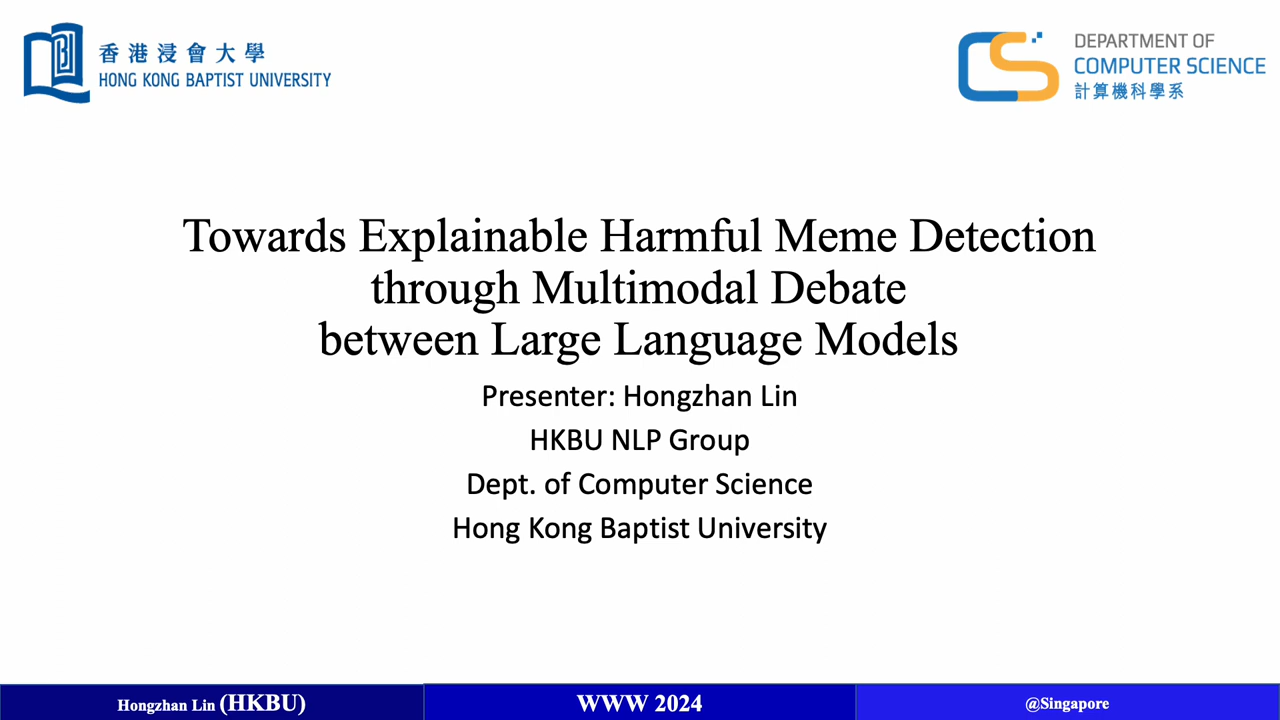 香港浸會大學
HONG KONG BAPTIST UNIVERSITY
DEPARTMENT OF
COMPUTER SCIENCE
計算機科學系
Towards Explainable Harmful Meme Detection
through Multimodal Debate
between Large Language Models
Presenter: Hongzhan Lin
HKBU NLP Group
Dept. of Computer Science
Hong Kong Baptist University
Hongzhan Lin (HKBU)
WWW 2024
@Singapore